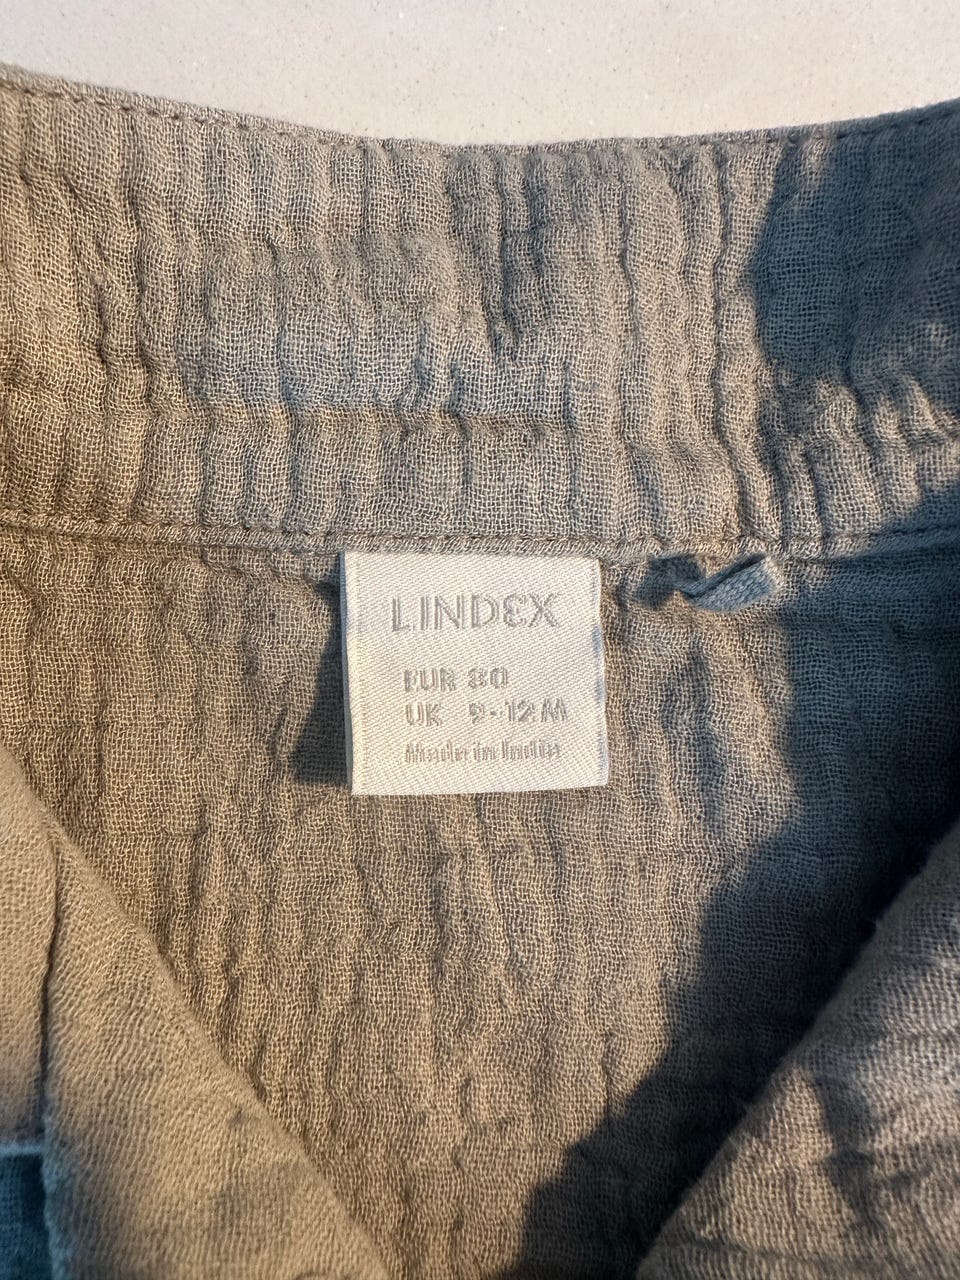 LINDEX
EUR 80
UK 9-12M
Made in India